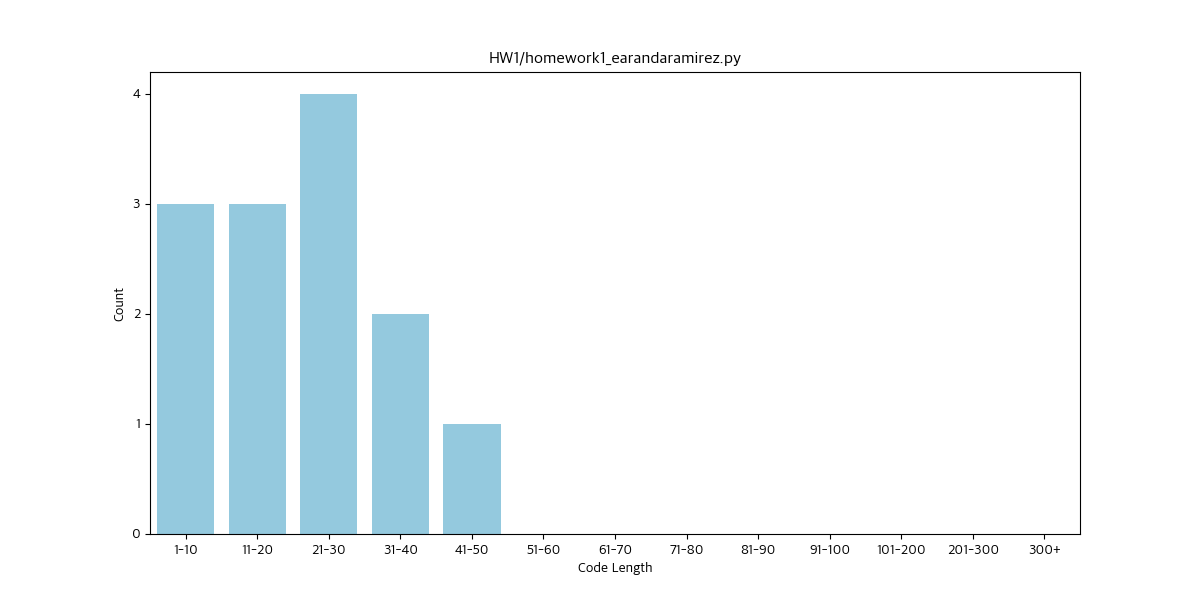 HW1/homework1_earandaramirez.py
4
3
2
1
0
Count
1-10 11-20 21-30 31-40 41-50 51-60 61-70 71-80 81-90 91-100 101-200 201-300 300+
Code Length